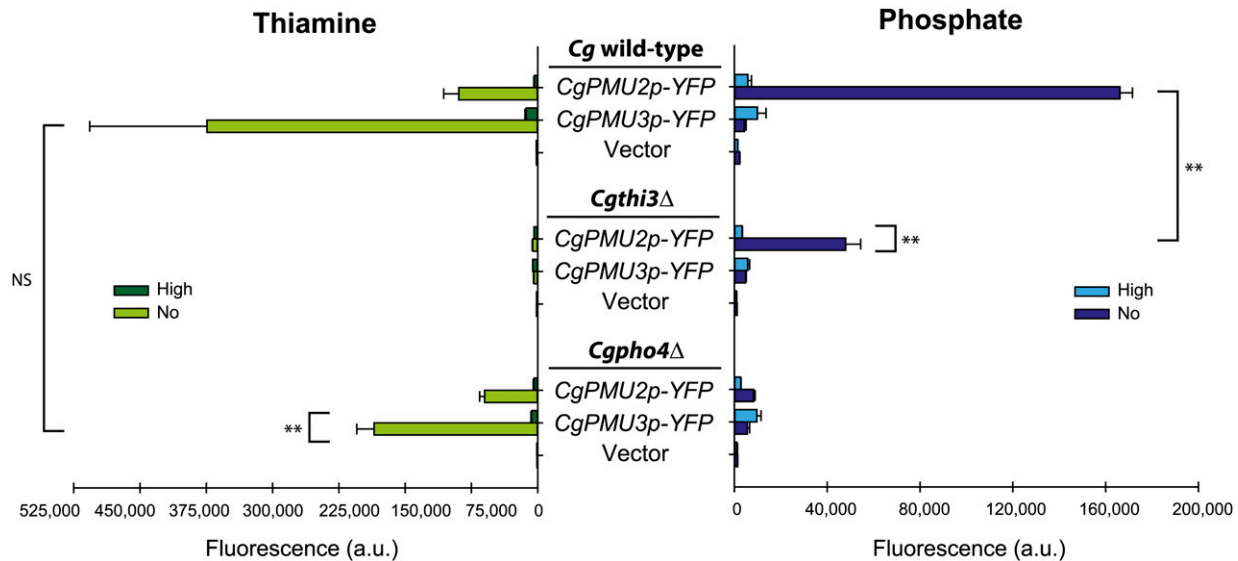 Thiamine
Phosphate
Cg wild-type
CgPMU2p-YFP
CgPMU3p-YFP
Vector
**
Cgthi3Δ
CgPMU2p-YFP
**
CgPMU3p-YFP
Vector
NS
High
No
High
No
Cgpho4Δ
CgPMU2p-YFP
CgPMU3p-YFP
**
Vector
525,000 450,000 375,000 300,000 225,000 150,000 75,000 0
0 40,000 80,000 120,000 160,000 200,000
Fluorescence (a.u.)
Fluorescence (a.u.)